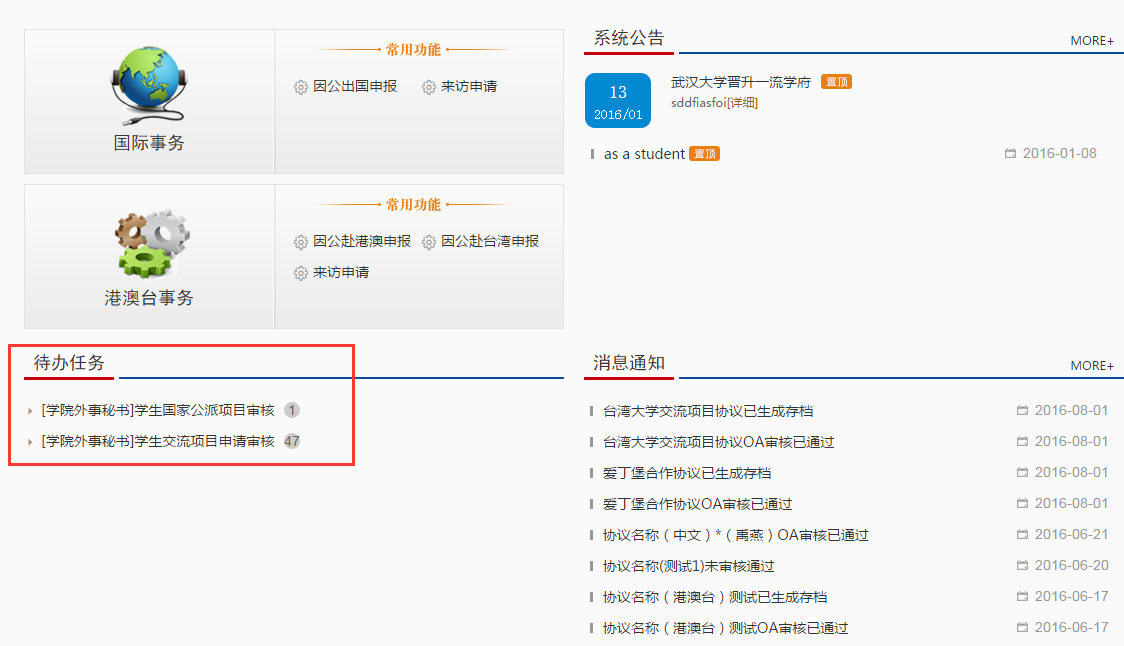 常用功能
因公出国申报
来访申请
国际事务
常用功能
因公赴港澳申报
因公赴台湾申报
来访申请
港澳台事务
系统公告
MORE+
13
2016/01
武汉大学晋升一流学府 置顶
sddfiasfoi[详细]
as a student 置顶 2016-01-08
待办任务
[学院外事秘书]学生国家公派项目审核 1
[学院外事秘书]学生交流项目申请审核 47
消息通知
MORE+
台湾大学交流项目协议已生成存档 2016-08-01
台湾大学交流项目协议OA审核已通过 2016-08-01
爱丁堡合作协议已生成存档 2016-08-01
爱丁堡合作协议OA审核已通过 2016-08-01
协议名称（中文）*（禹燕）OA审核已通过 2016-06-21
协议名称(测试1)未审核通过 2016-06-20
协议名称（港澳台）测试已生成存档 2016-06-17
协议名称（港澳台）测试OA审核已通过 2016-06-17